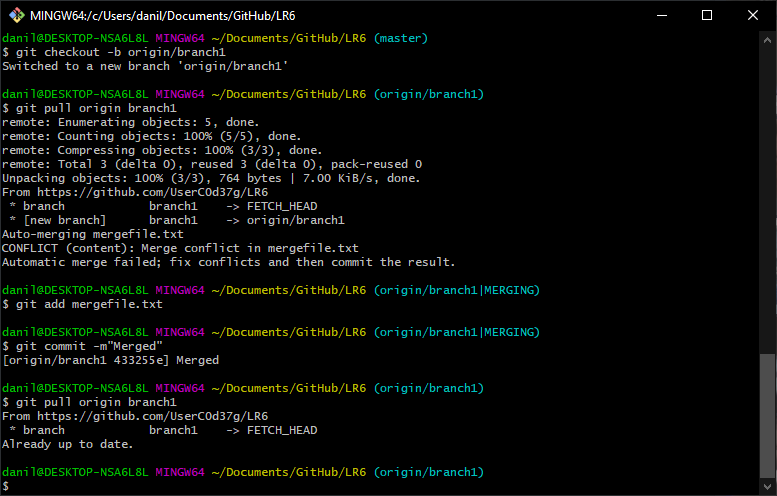 MINGW64:/c/Users/danil/Documents/GitHub/LR6
danil@DESKTOP-NSA6L8L MINGW64 ~/Documents/GitHub/LR6 (master)
$ git checkout -b origin/branch1
Switched to a new branch 'origin/branch1'
danil@DESKTOP-NSA6L8L MINGW64 ~/Documents/GitHub/LR6 (origin/branch1)
$ git pull origin branch1
remote: Enumerating objects: 5, done.
remote: Counting objects: 100% (5/5), done.
remote: Compressing objects: 100% (3/3), done.
remote: Total 3 (delta 0), reused 3 (delta 0), pack-reused 0
Unpacking objects: 100% (3/3), 764 bytes | 7.00 KiB/s, done.
From https://github.com/UserC0d37g/LR6
 * branch            branch1    -> FETCH_HEAD
 * [new branch]      branch1    -> origin/branch1
Auto-merging mergefile.txt
CONFLICT (content): Merge conflict in mergefile.txt
Automatic merge failed; fix conflicts and then commit the result.
danil@DESKTOP-NSA6L8L MINGW64 ~/Documents/GitHub/LR6 (origin/branch1|MERGING)
$ git add mergefile.txt
danil@DESKTOP-NSA6L8L MINGW64 ~/Documents/GitHub/LR6 (origin/branch1|MERGING)
$ git commit -m"Merged"
[origin/branch1 433255e] Merged
danil@DESKTOP-NSA6L8L MINGW64 ~/Documents/GitHub/LR6 (origin/branch1)
$ git pull origin branch1
From https://github.com/UserC0d37g/LR6
 * branch            branch1    -> FETCH_HEAD
Already up to date.
danil@DESKTOP-NSA6L8L MINGW64 ~/Documents/GitHub/LR6 (origin/branch1)
$